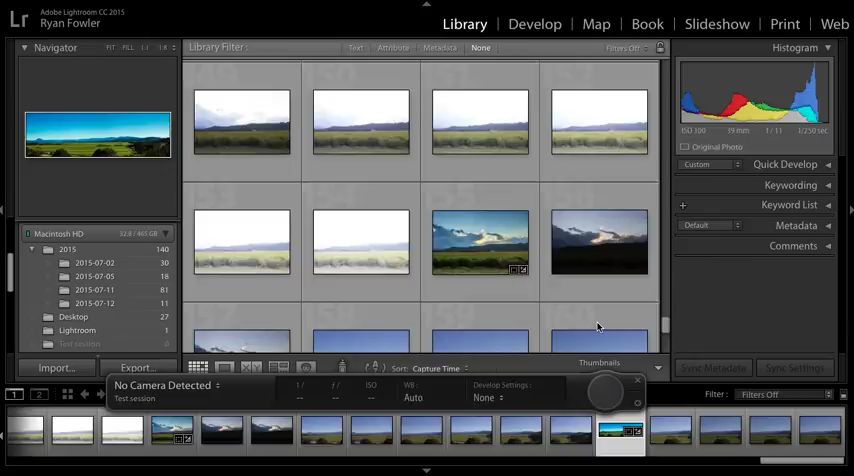 Lr
Adobe Lightroom CC 2015
Ryan Fowler
Library | Develop | Map | Book | Slideshow | Print | Web
Navigator FIT FILL 1:1 1:8
Library Filter: Text Attribute Metadata None Filters Off
Histogram
ISO 100 39 mm f / 11 1/250 sec
Original Photo
Custom Quick Develop
Keywording
Keyword List
Default Metadata
Comments
Macintosh HD 32.8 / 465 GB
2015 140
2015-07-02 30
2015-07-05 18
2015-07-11 81
2015-07-12 11
Desktop 27
Lightroom 1
Test session
Import... Export...
Sort: Capture Time Thumbnails
Sync Metadata Sync Settings
No Camera Detected
Test session
1 / ƒ / ISO WB: Develop Settings:
-- -- -- Auto None
1 2
Filter : Filters Off